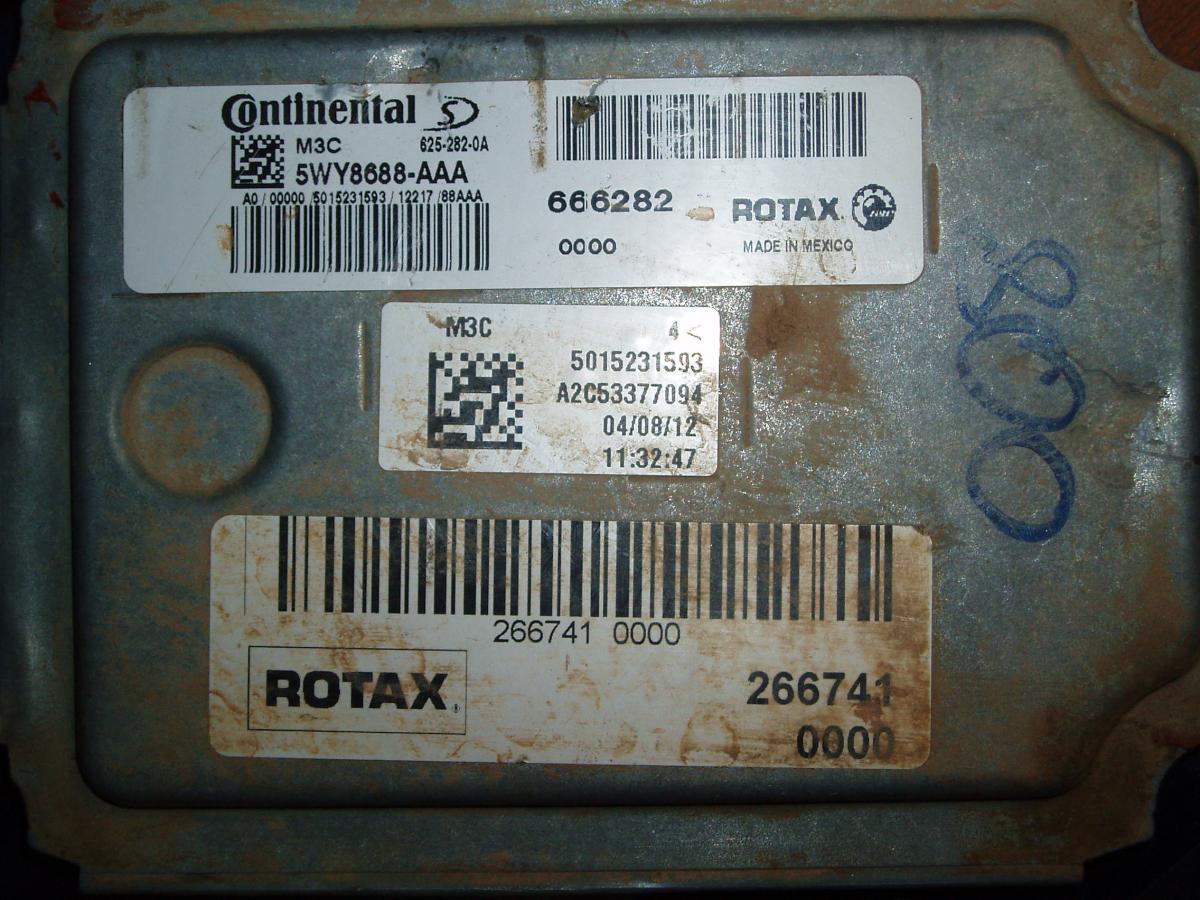 Continental
M3C 625-282-0A
5WY8688-AAA
A0 / 00000 / 5015231593 / 12217 / 88AAA
666282
0000
ROTAX
MADE IN MEXICO
M3C 4 <
5015231593
A2C53377094
04/08/12
11:32:47
266741 0000
ROTAX
266741
0000